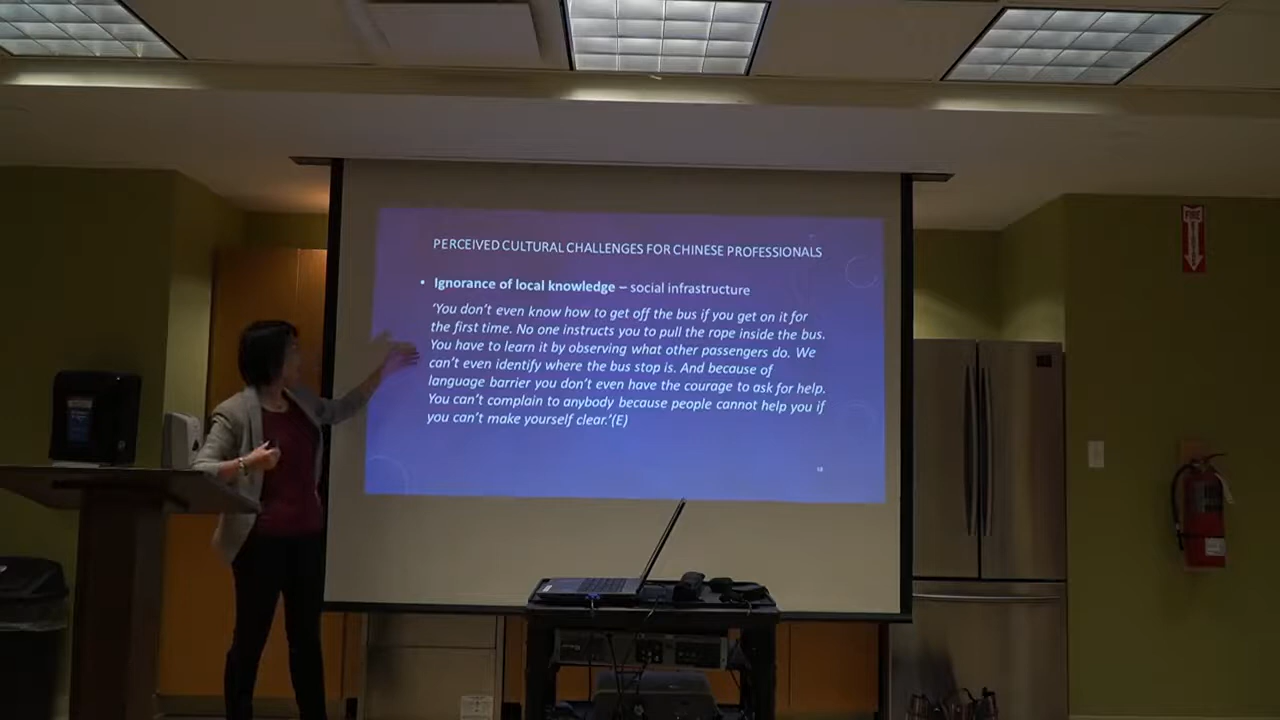 PERCEIVED CULTURAL CHALLENGES FOR CHINESE PROFESSIONALS
• Ignorance of local knowledge – social infrastructure
‘You don’t even know how to get off the bus if you get on it for
the first time. No one instructs you to pull the rope inside the bus.
You have to learn it by observing what other passengers do. We
can’t even identify where the bus stop is. And because of
language barrier you don’t even have the courage to ask for help.
You can’t complain to anybody because people cannot help you if
you can’t make yourself clear.’(E)
FIRE